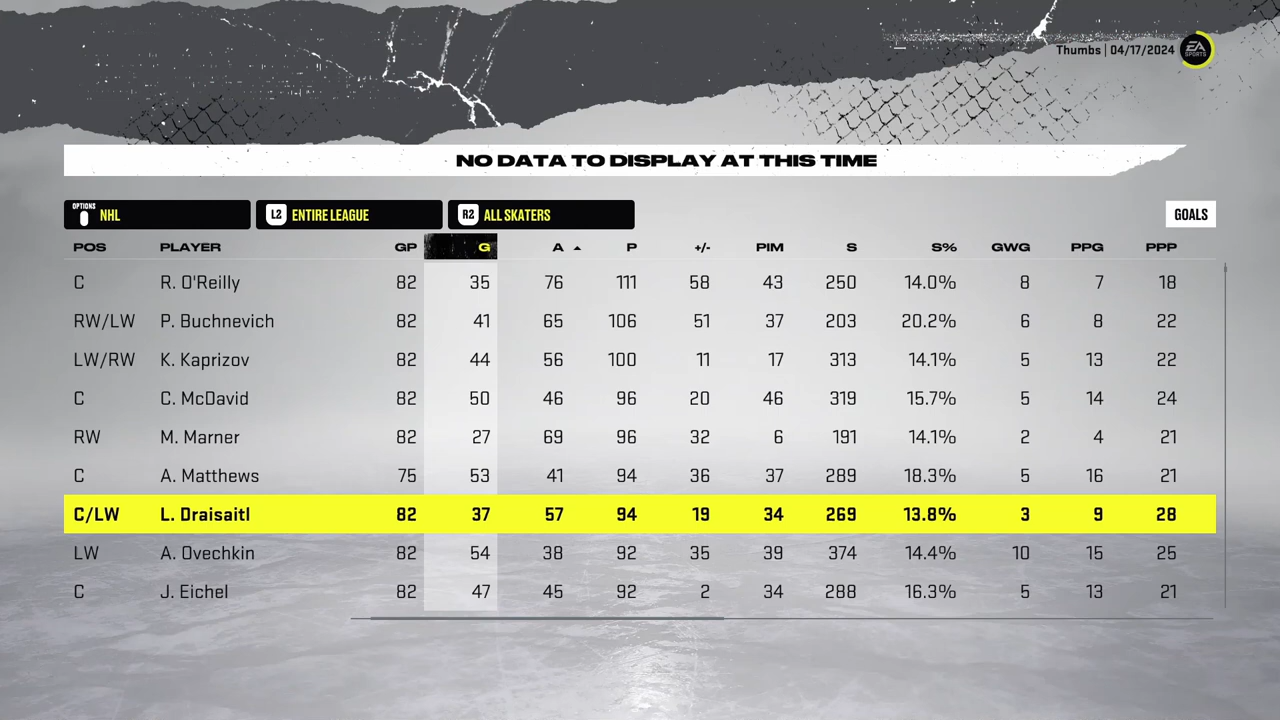 Thumbs | 04/17/2024
EA SPORTS
NO DATA TO DISPLAY AT THIS TIME
OPTIONS NHL L2 ENTIRE LEAGUE R2 ALL SKATERS GOALS
POS PLAYER GP G A P +/- PIM S S% GWG PPG PPP
C R. O'Reilly 82 35 76 111 58 43 250 14.0% 8 7 18
RW/LW P. Buchnevich 82 41 65 106 51 37 203 20.2% 6 8 22
LW/RW K. Kaprizov 82 44 56 100 11 17 313 14.1% 5 13 22
C C. McDavid 82 50 46 96 20 46 319 15.7% 5 14 24
RW M. Marner 82 27 69 96 32 6 191 14.1% 2 4 21
C A. Matthews 75 53 41 94 36 37 289 18.3% 5 16 21
C/LW L. Draisaitl 82 37 57 94 19 34 269 13.8% 3 9 28
LW A. Ovechkin 82 54 38 92 35 39 374 14.4% 10 15 25
C J. Eichel 82 47 45 92 2 34 288 16.3% 5 13 21